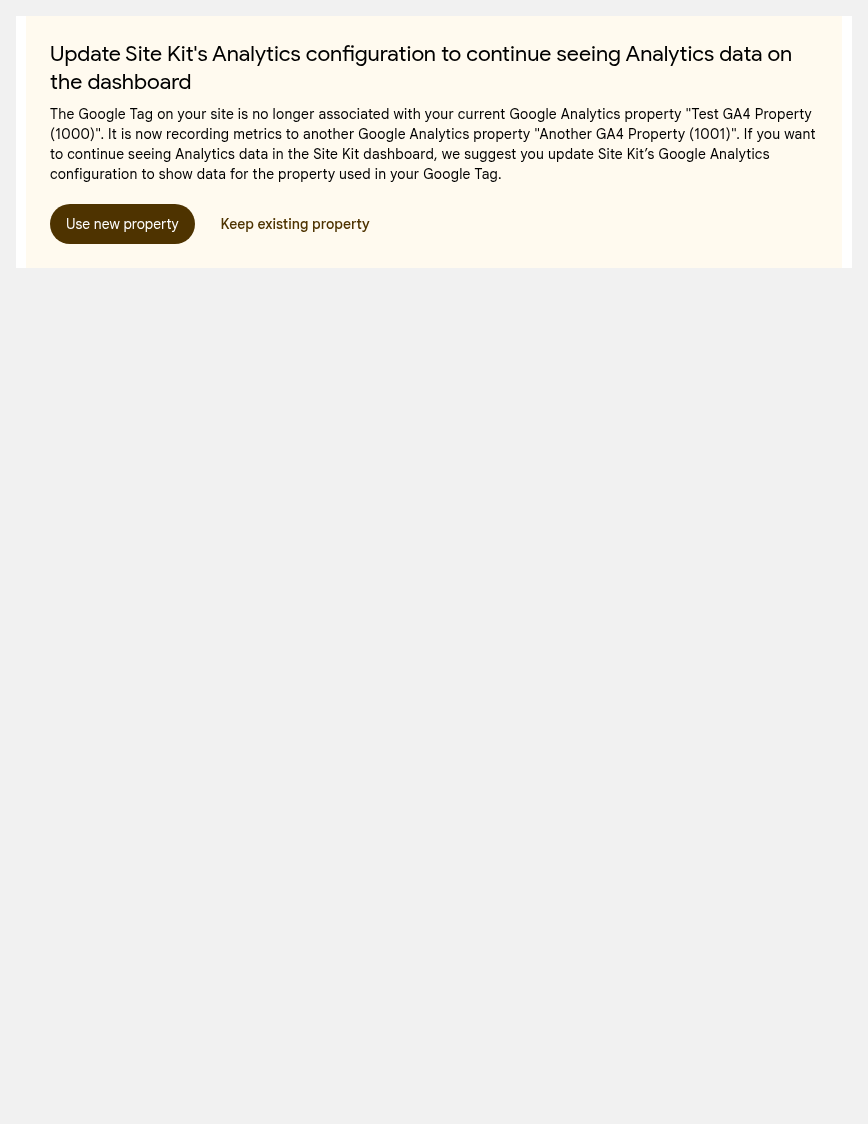 Update Site Kit's Analytics configuration to continue seeing Analytics data on
the dashboard
The Google Tag on your site is no longer associated with your current Google Analytics property "Test GA4 Property
(1000)". It is now recording metrics to another Google Analytics property "Another GA4 Property (1001)". If you want
to continue seeing Analytics data in the Site Kit dashboard, we suggest you update Site Kit’s Google Analytics
configuration to show data for the property used in your Google Tag.
Use new property
Keep existing property